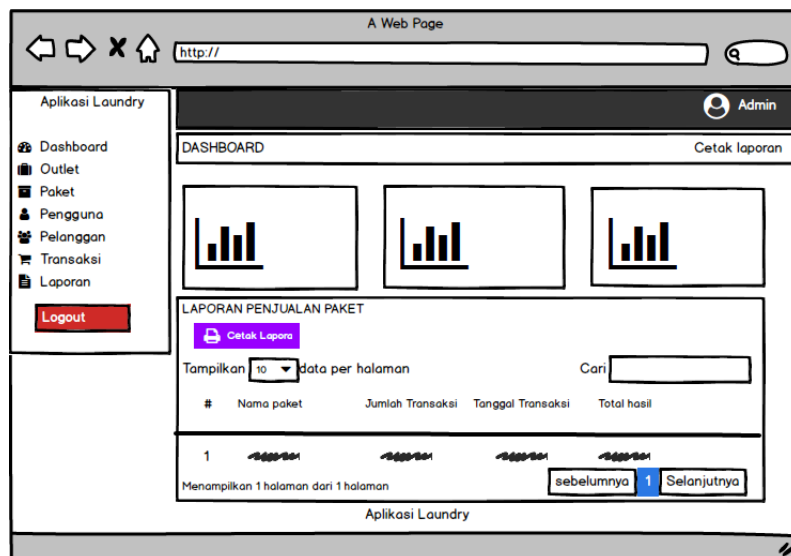 A Web Page
http://
Aplikasi Laundry
Admin
Dashboard
Outlet
Paket
Pengguna
Pelanggan
Transaksi
Laporan
Logout
DASHBOARD
Cetak laporan
LAPORAN PENJUALAN PAKET
Cetak Lapora
Tampilkan 10 data per halaman
Cari
# Nama paket Jumlah Transaksi Tanggal Transaksi Total hasil
1
Menampilkan 1 halaman dari 1 halaman
sebelumnya 1 Selanjutnya
Aplikasi Laundry